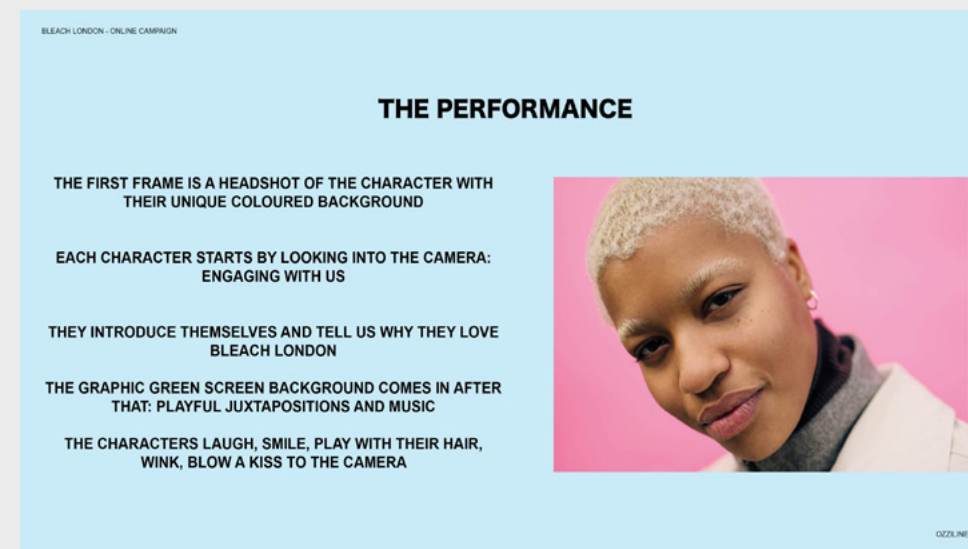 BLEACH LONDON - ONLINE CAMPAIGN
THE PERFORMANCE
THE FIRST FRAME IS A HEADSHOT OF THE CHARACTER WITH
THEIR UNIQUE COLOURED BACKGROUND
EACH CHARACTER STARTS BY LOOKING INTO THE CAMERA:
ENGAGING WITH US
THEY INTRODUCE THEMSELVES AND TELL US WHY THEY LOVE
BLEACH LONDON
THE GRAPHIC GREEN SCREEN BACKGROUND COMES IN AFTER
THAT: PLAYFUL JUXTAPOSITIONS AND MUSIC
THE CHARACTERS LAUGH, SMILE, PLAY WITH THEIR HAIR,
WINK, BLOW A KISS TO THE CAMERA
OZZILINE